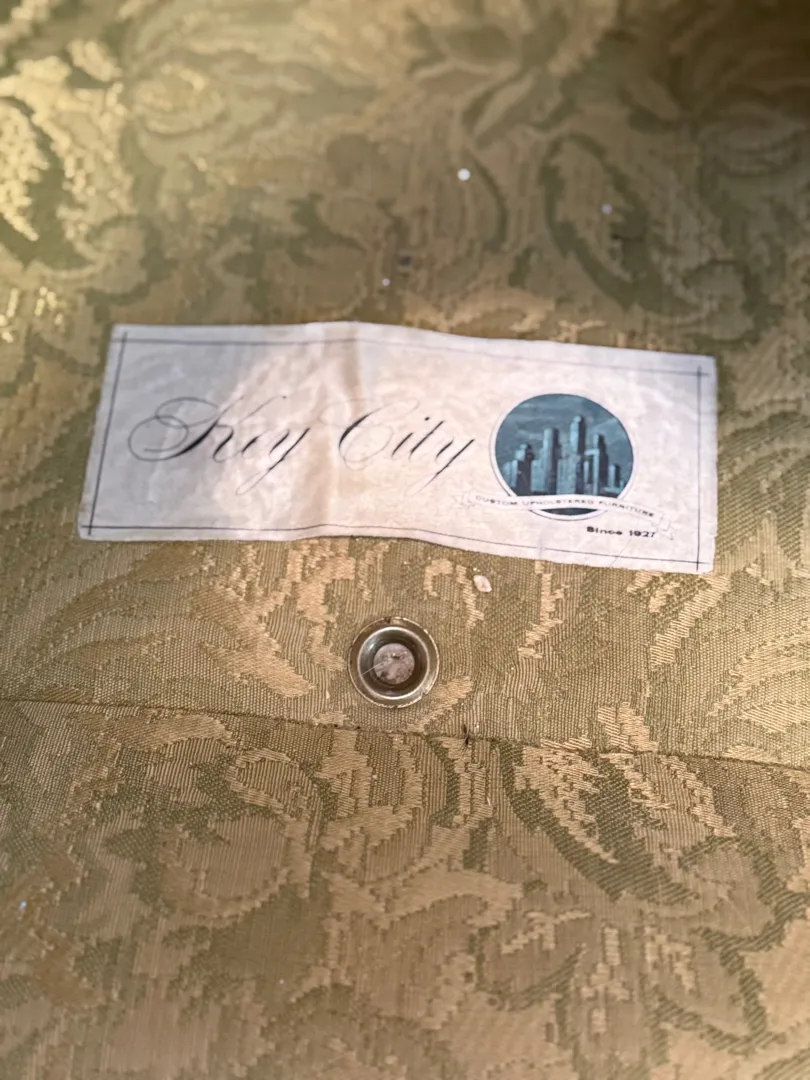 Key City
CUSTOM UPHOLSTERED FURNITURE
Since 1927